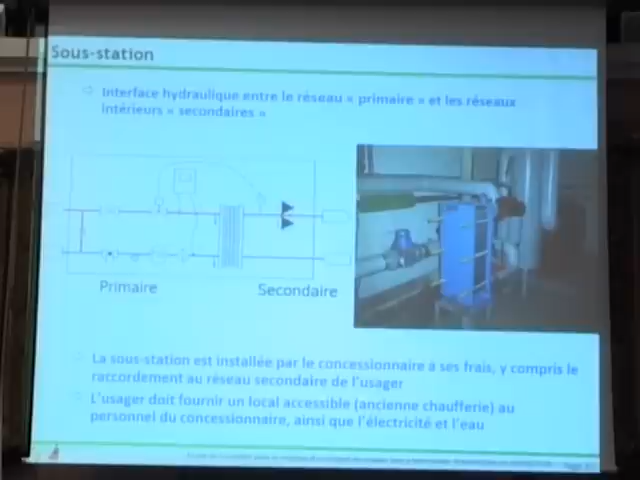 Sous-station
Interface hydraulique entre le réseau « primaire » et les réseaux
intérieurs « secondaires »
Primaire
Secondaire
La sous-station est installée par le concessionnaire à ses frais, y compris le
raccordement au réseau secondaire de l'usager
L'usager doit fournir un local accessible (ancienne chaufferie) au
personnel du concessionnaire, ainsi que l'électricité et l'eau